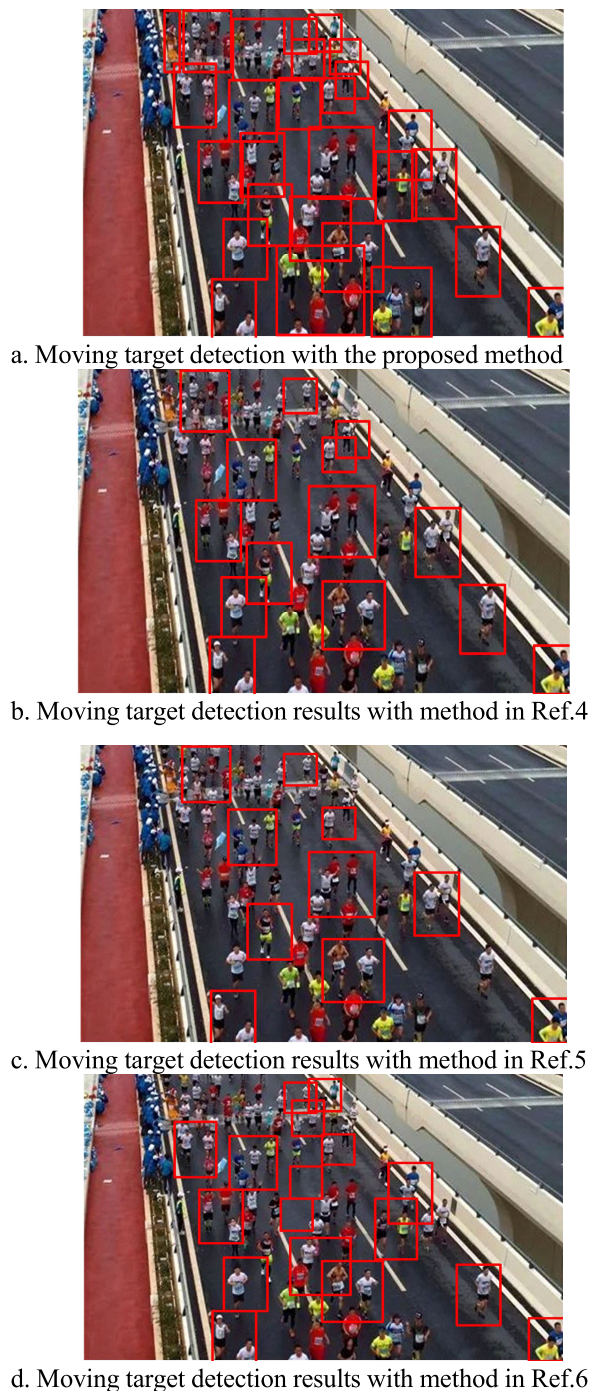 a. Moving target detection with the proposed method
b. Moving target detection results with method in Ref.4
c. Moving target detection results with method in Ref.5
d. Moving target detection results with method in Ref.6